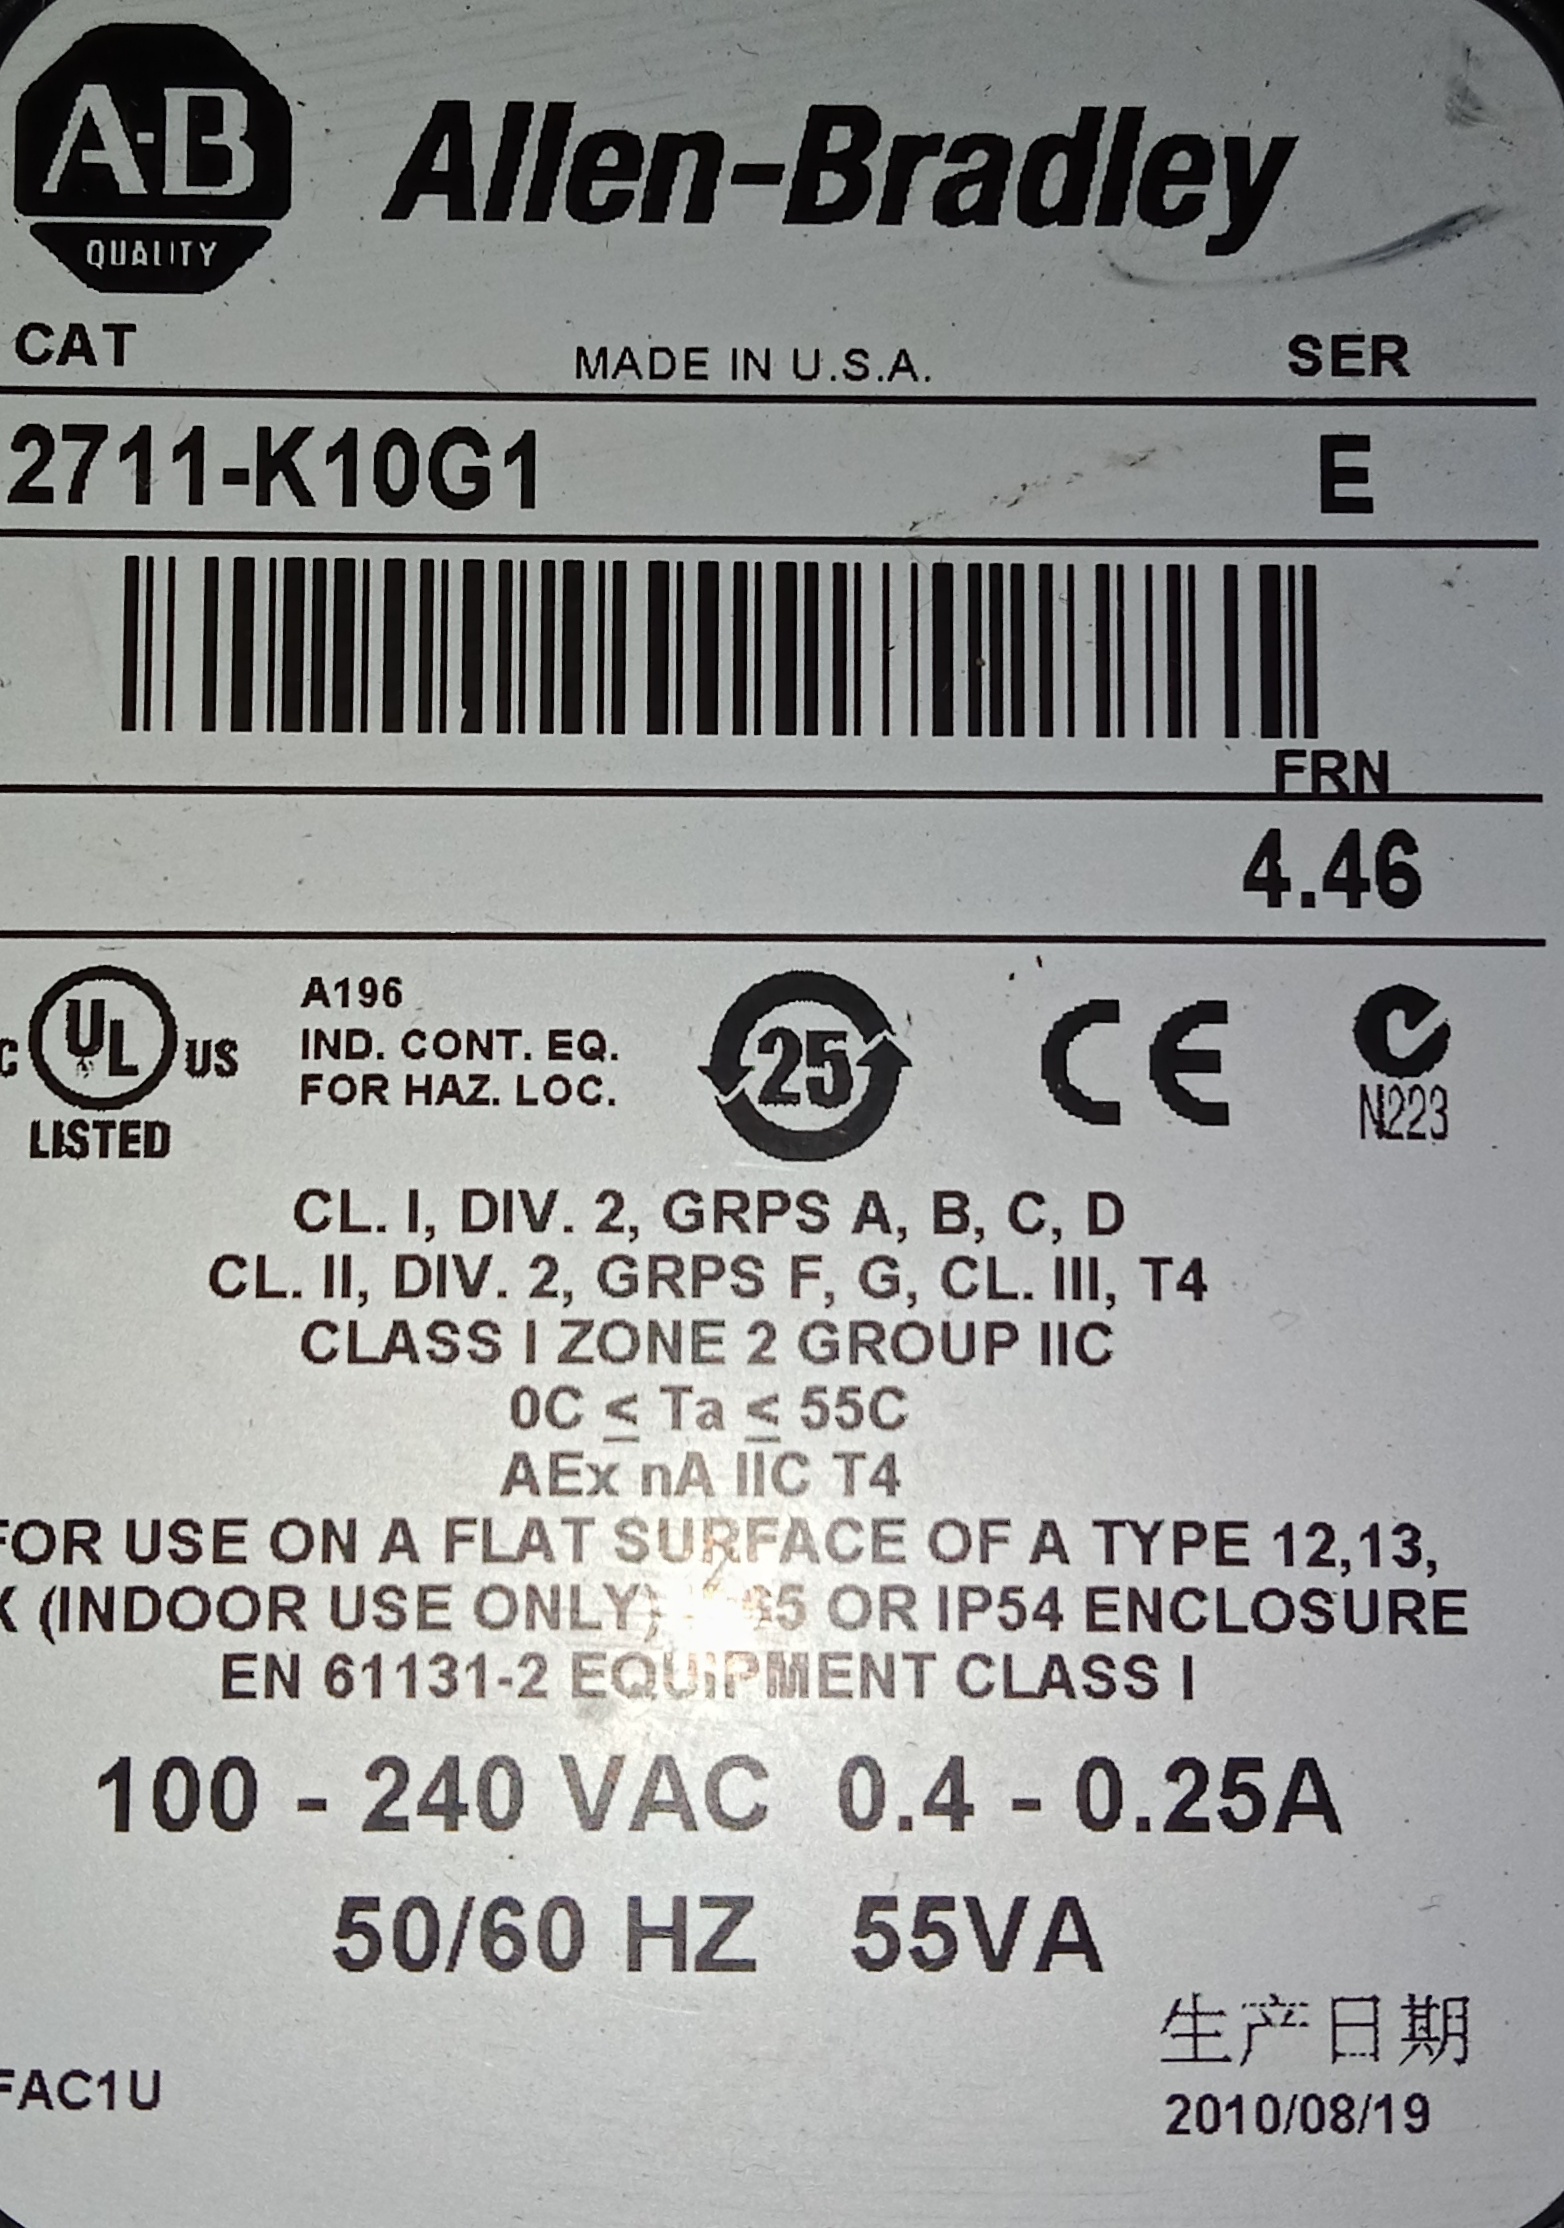 A-B
QUALITY
Allen-Bradley
CAT
MADE IN U.S.A.
SER
2711-K10G1
E
FRN
4.46
C UL US
LISTED
A196
IND. CONT. EQ.
FOR HAZ. LOC.
25
CE
N223
CL. I, DIV. 2, GRPS A, B, C, D
CL. II, DIV. 2, GRPS F, G, CL. III, T4
CLASS I ZONE 2 GROUP IIC
0C ≤ Ta ≤ 55C
AEx nA IIC T4
FOR USE ON A FLAT SURFACE OF A TYPE 12,13,
(INDOOR USE ONLY) OR IP54 ENCLOSURE
EN 61131-2 EQUIPMENT CLASS I
100 - 240 VAC 0.4 - 0.25A
50/60 HZ 55VA
生产日期
FAC1U
2010/08/19